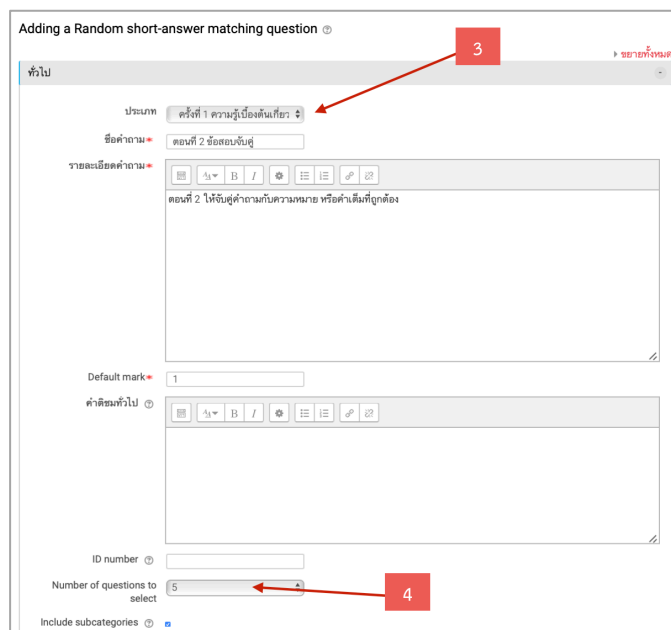 Adding a Random short-answer matching question
3
ขยายทั้งหมด
ทั่วไป
ประเภท ครั้งที่ 1 ความรู้เบื้องต้นเกี่ยว
ชื่อคำถาม ตอนที่ 2 ข้อสอบจับคู่
รายละเอียดคำถาม
B I
ตอนที่ 2 ให้จับคู่คำถามกับความหมาย หรือคำเต็มที่ถูกต้อง
Default mark 1
คำติชมทั่วไป
B I
ID number
Number of questions to
select
5
4
Include subcategories